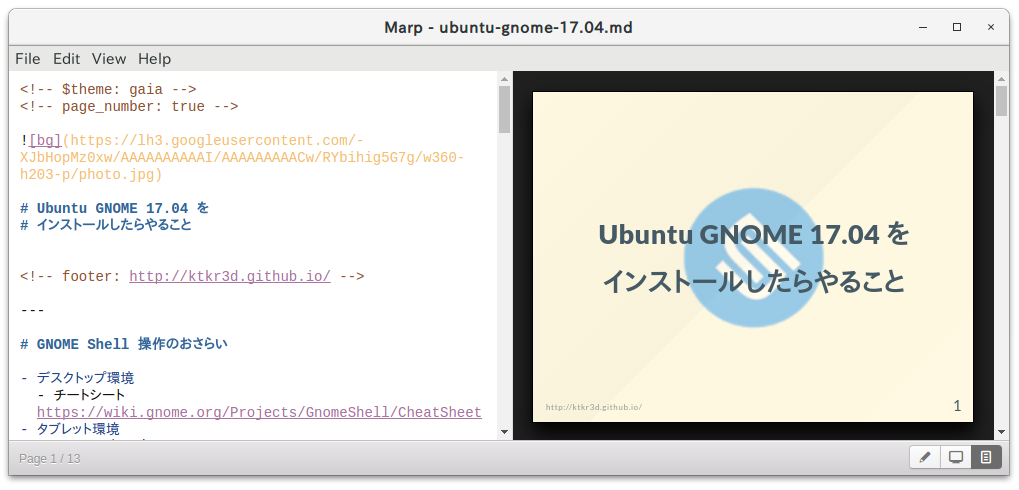 Marp - ubuntu-gnome-17.04.md
File Edit View Help
<!-- $theme: gaia -->
<!-- page_number: true -->
![bg](https://lh3.googleusercontent.com/-
XJbHopMz0xw/AAAAAAAAAAI/AAAAAAAAACw/RYbihig5G7g/w360-
h203-p/photo.jpg)
# Ubuntu GNOME 17.04 を
# インストールしたらやること
<!-- footer: http://ktkr3d.github.io/ -->
---
# GNOME Shell 操作のおさらい
- デスクトップ環境
- チートシート
https://wiki.gnome.org/Projects/GnomeShell/CheatSheet
- タブレット環境
Ubuntu GNOME 17.04 を
インストールしたらやること
http://ktkr3d.github.io/
1
Page 1 / 13